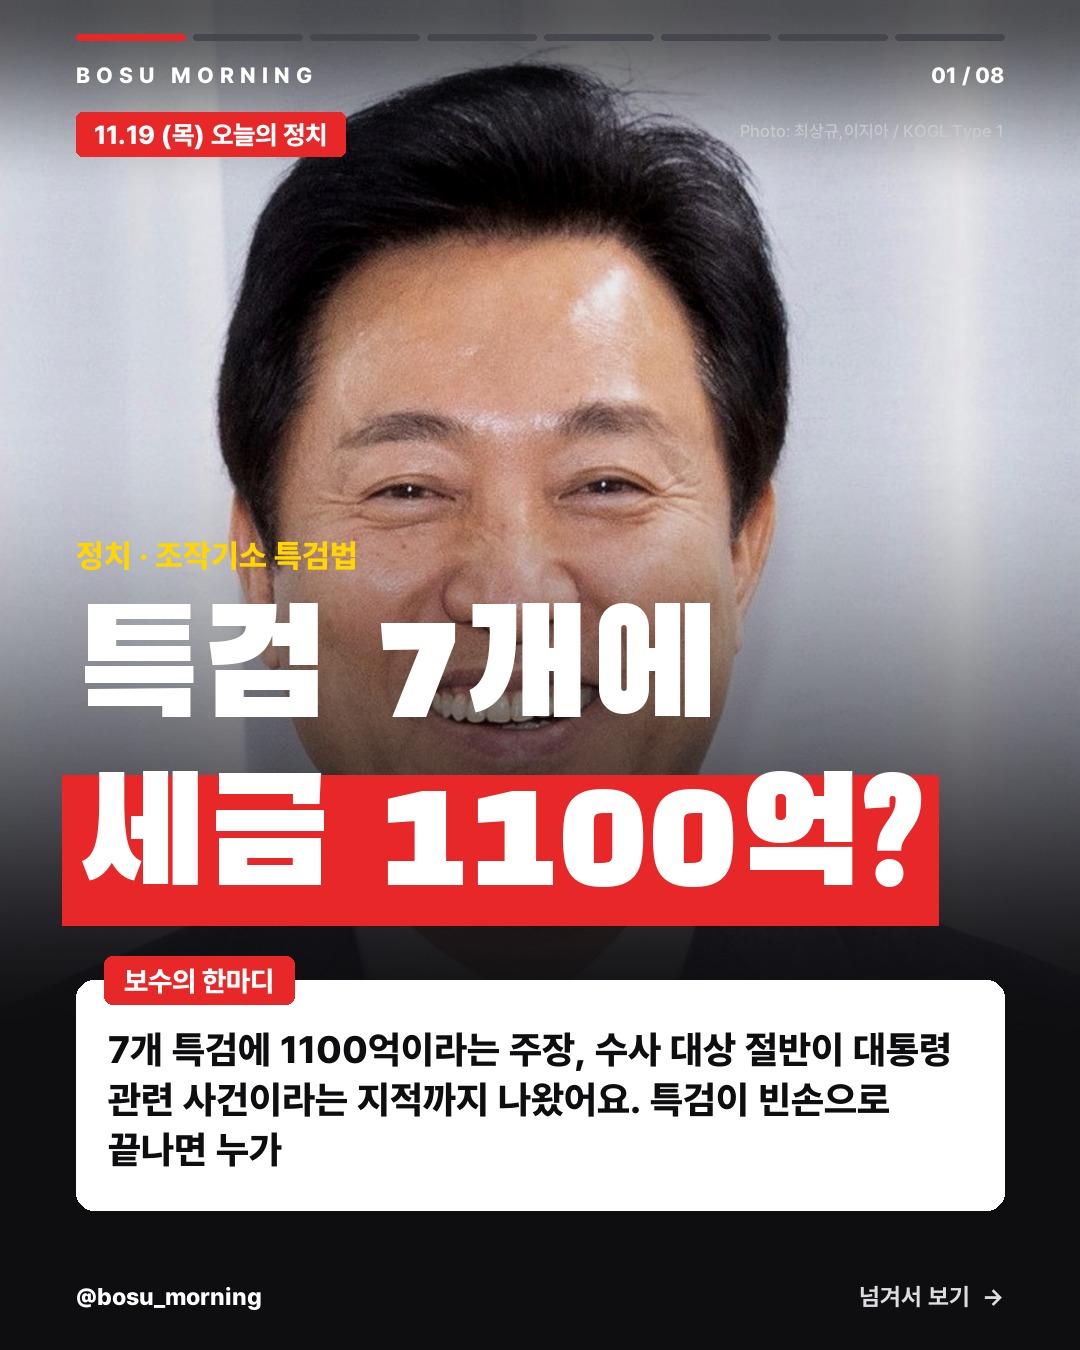 BOSU MORNING
01 / 08
11.19 (목) 오늘의 정치
Photo: 최상규,이지아 / KOGL Type 1
정치 · 조작기소 특검법
특검 7개에
세금 1100억?
보수의 한마디
7개 특검에 1100억이라는 주장, 수사 대상 절반이 대통령
관련 사건이라는 지적까지 나왔어요. 특검이 빈손으로
끝나면 누가
@bosu_morning
넘겨서 보기 →